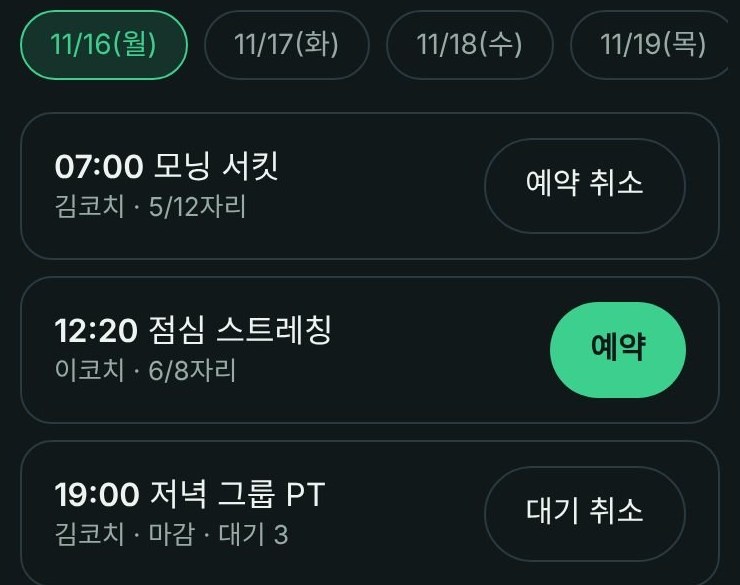 11/16(월) 11/17(화) 11/18(수) 11/19(목)
07:00 모닝 서킷
김코치 · 5/12자리
예약 취소
12:20 점심 스트레칭
이코치 · 6/8자리
예약
19:00 저녁 그룹 PT
김코치 · 마감 · 대기 3
대기 취소